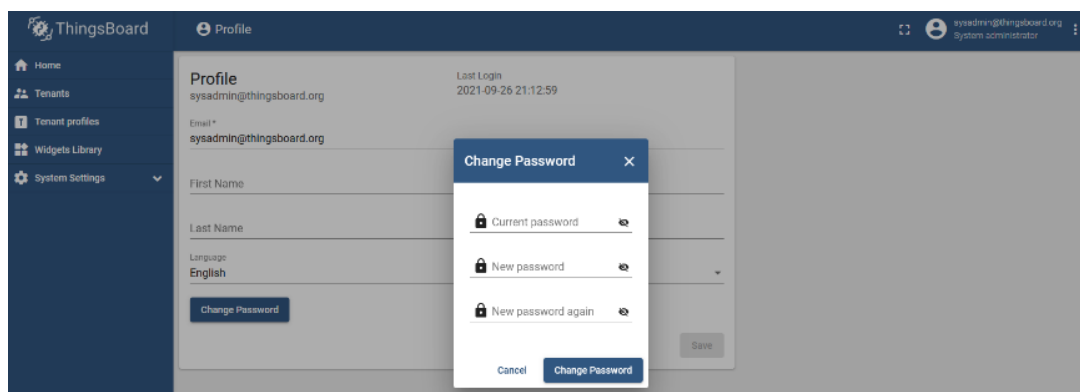 ThingsBoard
Profile
sysadmin@thingsboard.org
System administrator
Home
Tenants
Tenant profiles
Widgets Library
System Settings
Profile
sysadmin@thingsboard.org
Last Login
2021-09-26 21:12:59
Email *
sysadmin@thingsboard.org
First Name
Last Name
Language
English
Change Password
Save
Change Password
Current password
New password
New password again
Cancel
Change Password